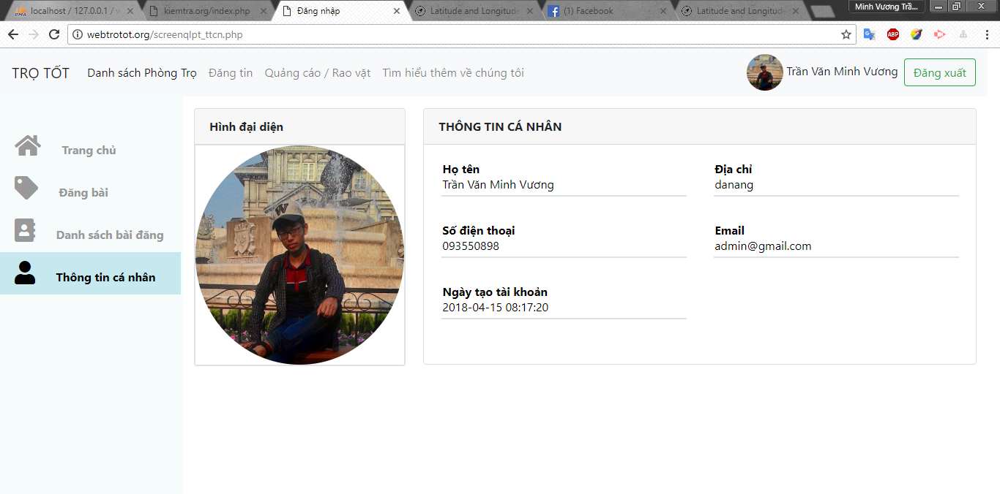 localhost / 127.0.0.1 /
kiemtra.org/index.php
Đăng nhập
Latitude and Longitude
(1) Facebook
Latitude and Longitud
Minh Vương Trầ...
webtrotot.org/screenqlpt_ttcn.php
ABP
TRỌ TỐT
Danh sách Phòng Trọ
Đăng tin
Quảng cáo / Rao vặt
Tìm hiểu thêm về chúng tôi
Trần Văn Minh Vương
Đăng xuất
Trang chủ
Đăng bài
Danh sách bài đăng
Thông tin cá nhân
Hình đại diện
THÔNG TIN CÁ NHÂN
Họ tên
Trần Văn Minh Vương
Địa chỉ
danang
Số điện thoại
093550898
Email
admin@gmail.com
Ngày tạo tài khoản
2018-04-15 08:17:20